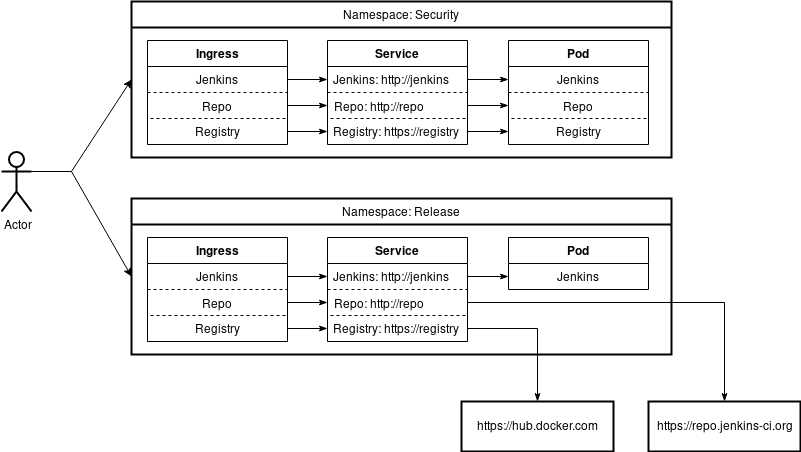 Namespace: Security
Ingress
Service
Pod
Jenkins
Jenkins: http://jenkins
Jenkins
Repo
Repo: http://repo
Repo
Registry
Registry: https://registry
Registry
Actor
Namespace: Release
Ingress
Service
Pod
Jenkins
Jenkins: http://jenkins
Jenkins
Repo
Repo: http://repo
Registry
Registry: https://registry
https://hub.docker.com
https://repo.jenkins-ci.org